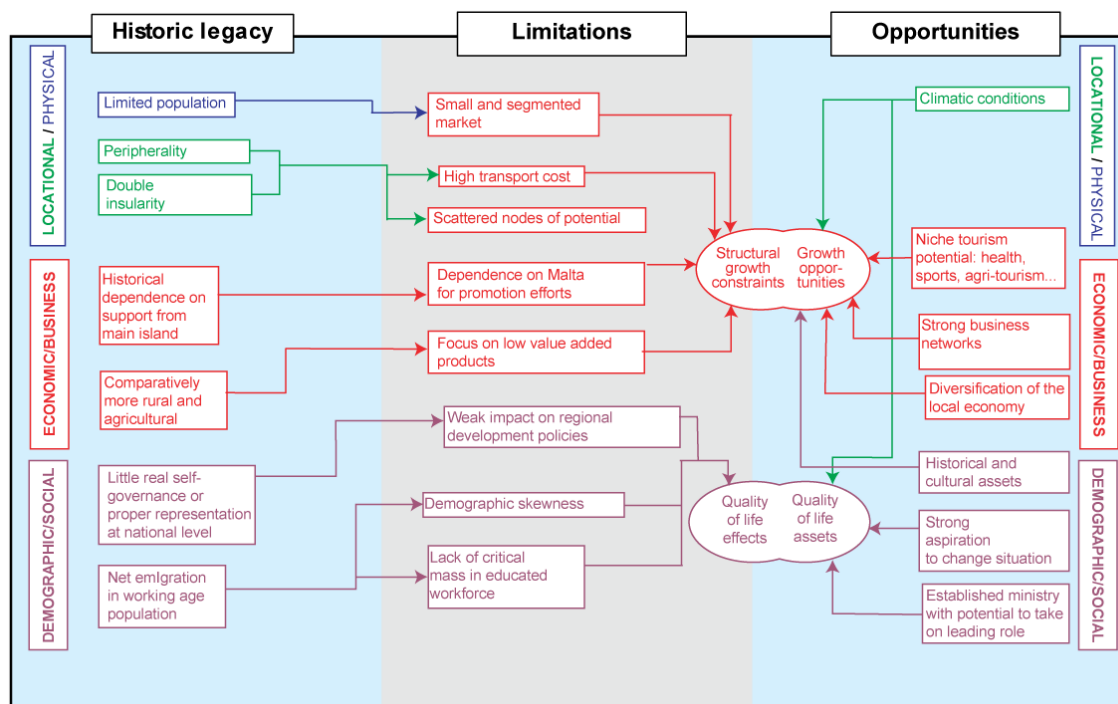 Historic legacy
Limitations
Opportunities
LOCATIONAL / PHYSICAL
ECONOMIC/BUSINESS
DEMOGRAPHIC/SOCIAL
Limited population
Peripherality
Double
insularity
Historical
dependence on
support from
main island
Comparatively
more rural and
agricultural
Little real self-
governance or
proper representation
at national level
Net emIgration
in working age
population
Small and segmented
market
High transport cost
Scattered nodes of potential
Dependence on Malta
for promotion efforts
Focus on low value added
products
Weak impact on regional
development policies
Demographic skewness
Lack of critical
mass in educated
workforce
Structural
growth
constraints
Growth
oppor-
tunities
Quality
of life
effects
Quality
of life
assets
Climatic conditions
Niche tourism
potential: health,
sports, agri-tourism...
Strong business
networks
Diversification of the
local economy
Historical and
cultural assets
Strong
aspiration
to change situation
Established ministry
with potential to take
on leading role
LOCATIONAL / PHYSICAL
ECONOMIC/BUSINESS
DEMOGRAPHIC/SOCIAL